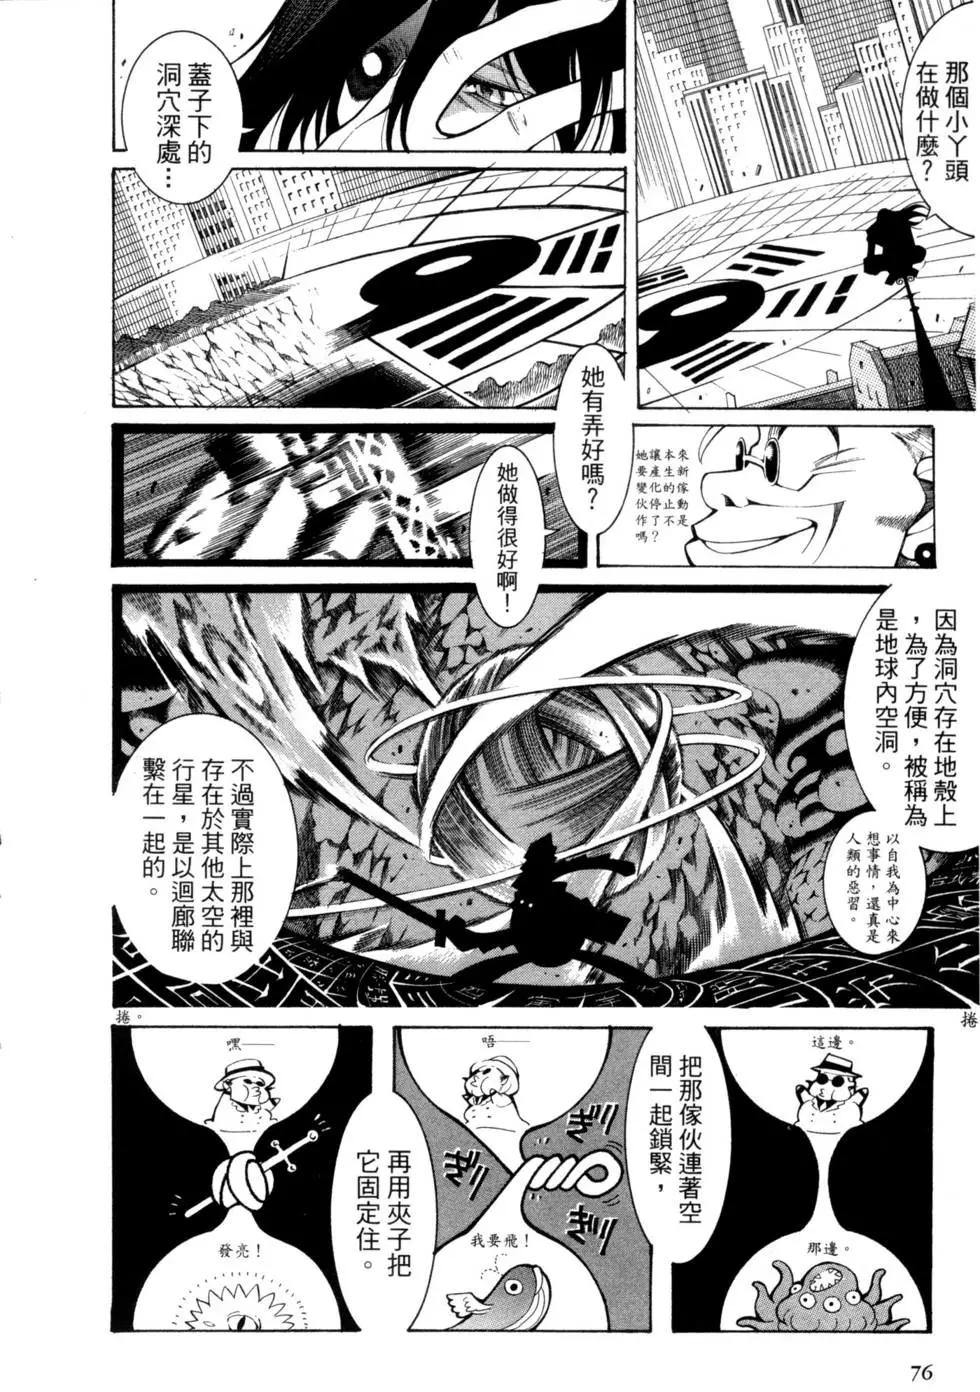 那個小丫頭
在做什麼？
蓋子下的
洞穴深處…
本來
讓新
她產生
要化的
變停止
伙了不
作動
嗎？是
她有弄好嗎？
她做得很好啊！
因為洞穴存在地殼上
，為了方便，被稱為
是地球內空洞。
以自我為中心來
想事情，還真是
人類的惡習。
不過實際上那裡與
存在於其他太空的
行星，是以迴廊聯
繫在一起的。
捲。
捲
這邊。
那邊。
把那傢伙連著空
間一起鎖緊，
唔——
ギュ
ギュ
ギュ
我要飛！
再用夾子把
它固定住。
嘿——
發亮！
76